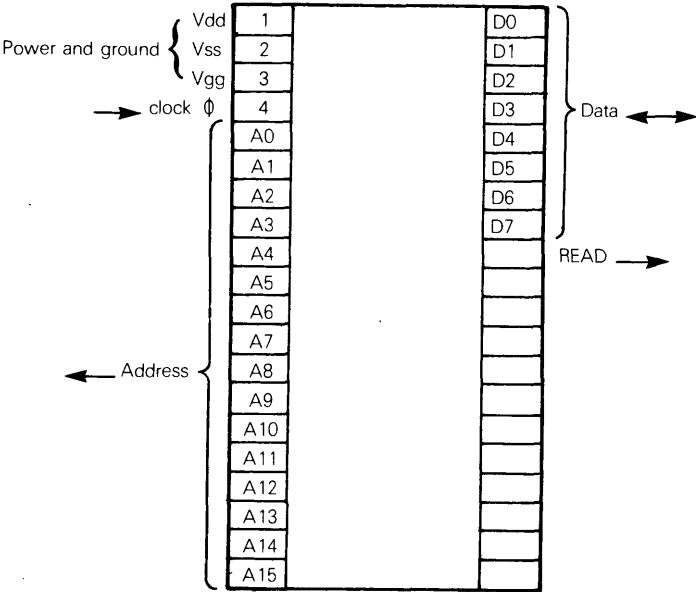 Vdd 1 D0
Power and ground Vss 2 D1
Vgg 3 D2
clock ϕ 4 D3 Data
A0 D4
A1 D5
A2 D6
A3 D7
A4 READ
A5
A6
A7
Address A8
A9
A10
A11
A12
A13
A14
A15